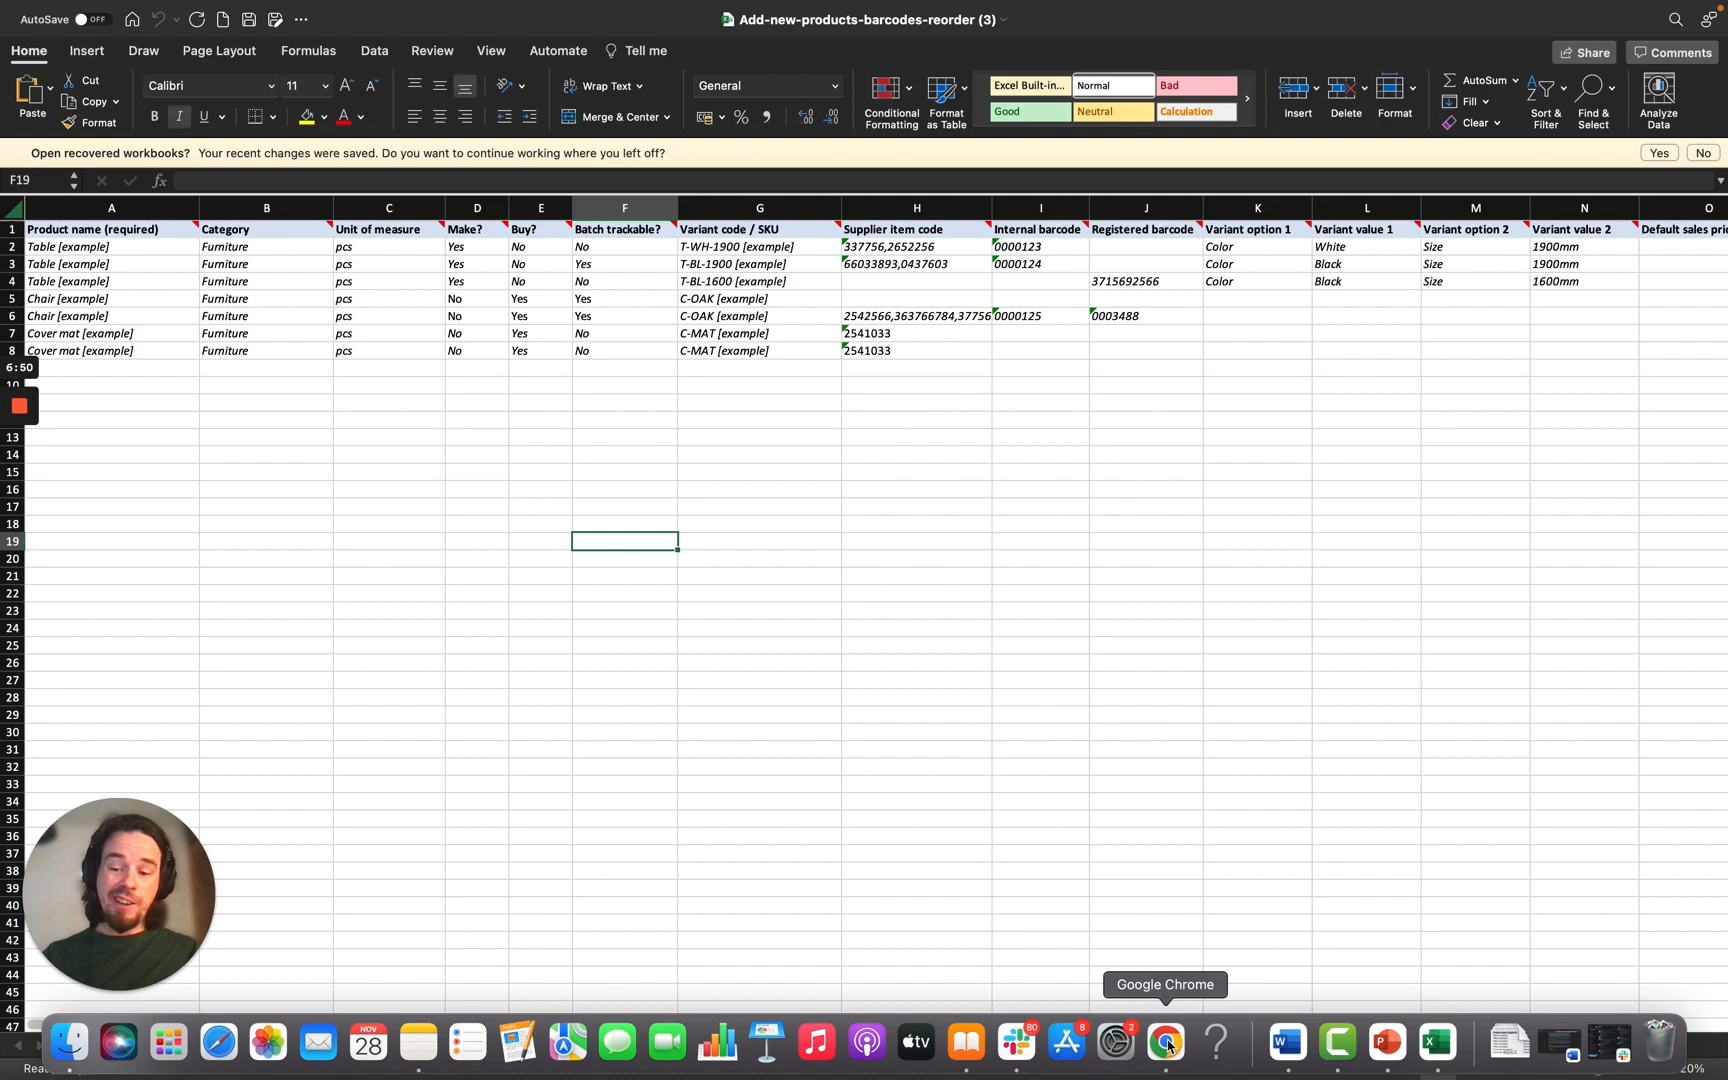 AutoSave OFF
Add-new-products-barcodes-reorder (3)
Home Insert Draw Page Layout Formulas Data Review View Automate Tell me
Share Comments
Paste Cut Copy Format
Calibri 11
B I U
Wrap Text
Merge & Center
General
Conditional Formatting
Format as Table
Excel Built-in... Normal Bad
Good Neutral Calculation
Insert Delete Format
AutoSum
Fill
Clear
Sort & Filter
Find & Select
Analyze Data
Open recovered workbooks? Your recent changes were saved. Do you want to continue working where you left off? Yes No
F19 fx
A B C D E F G H I J K L M N O
1 Product name (required) Category Unit of measure Make? Buy? Batch trackable? Variant code / SKU Supplier item code Internal barcode Registered barcode Variant option 1 Variant value 1 Variant option 2 Variant value 2 Default sales pri
2 Table [example] Furniture pcs Yes No No T-WH-1900 [example] 337756,2652256 0000123 Color White Size 1900mm
3 Table [example] Furniture pcs Yes No Yes T-BL-1900 [example] 66033893,0437603 0000124 Color Black Size 1900mm
4 Table [example] Furniture pcs Yes No No T-BL-1600 [example] 3715692566 Color Black Size 1600mm
5 Chair [example] Furniture pcs No Yes Yes C-OAK [example]
6 Chair [example] Furniture pcs No Yes Yes C-OAK [example] 2542566,363766784,37756 0000125 0003488
7 Cover mat [example] Furniture pcs No Yes No C-MAT [example] 2541033
8 Cover mat [example] Furniture pcs No Yes No C-MAT [example] 2541033
6:50
10
13
14
15
16
17
18
19
20
21
22
23
24
25
26
27
28
29
30
31
32
33
34
35
36
37
38
39
40
41
42
43
44
45
46
47
Google Chrome
NOV
28
tv
80
8
2
W P X